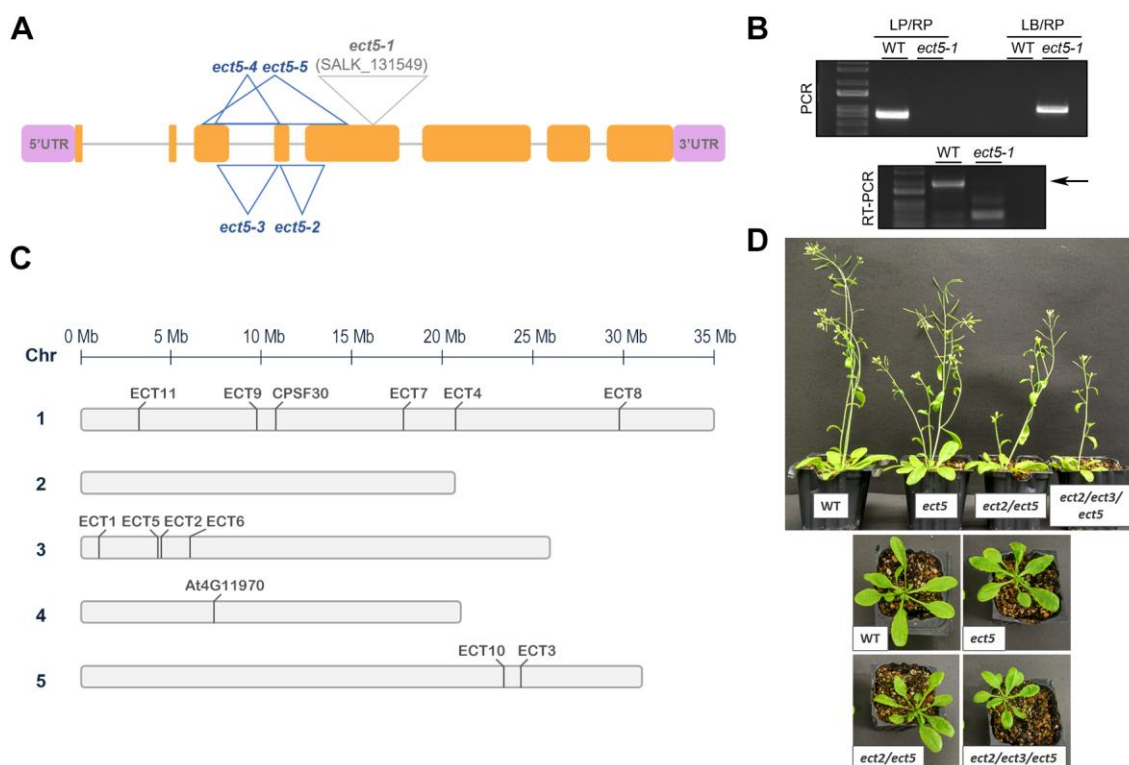 A
ect5-1
(SALK_131549)
ect5-4 ect5-5
5'UTR
3'UTR
ect5-3 ect5-2
B
LP/RP LB/RP
WT ect5-1 WT ect5-1
PCR
WT ect5-1
RT-PCR
C
0 Mb 5 Mb 10 Mb 15 Mb 20 Mb 25 Mb 30 Mb 35 Mb
Chr
ECT11 ECT9 CPSF30 ECT7 ECT4 ECT8
1
2
ECT1 ECT5 ECT2 ECT6
3
At4G11970
4
ECT10 ECT3
5
D
WT
ect5
ect2/ect5
ect2/ect3/
ect5
WT
ect5
ect2/ect5
ect2/ect3/ect5